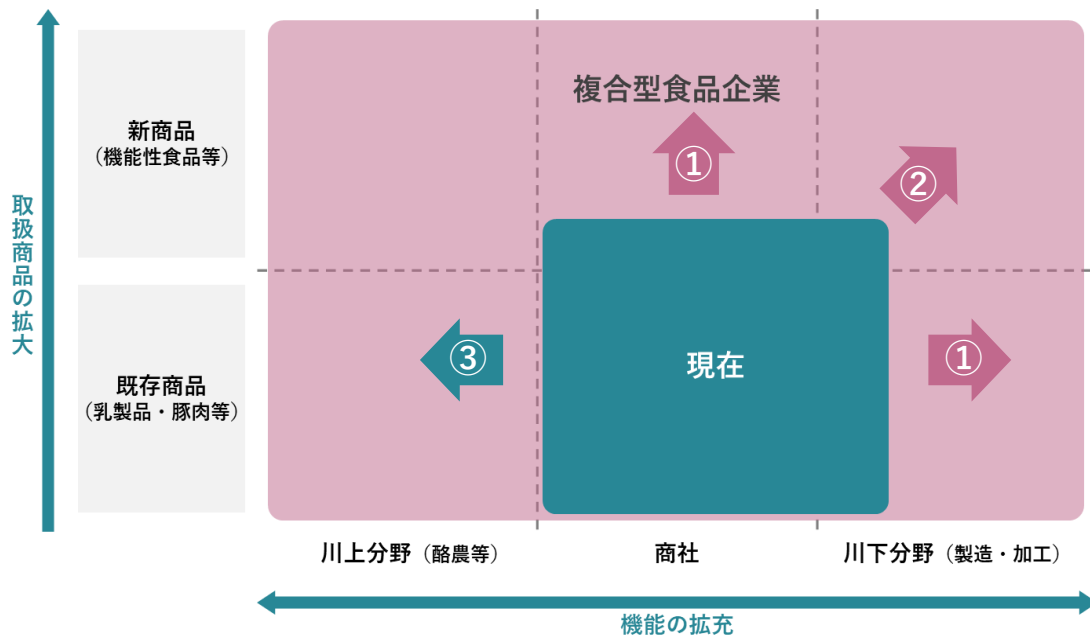 取扱商品の拡大
新商品
（機能性食品等）
既存商品
（乳製品・豚肉等）
複合型食品企業
①
②
③
現在
①
川上分野（酪農等）
商社
川下分野（製造・加工）
機能の拡充